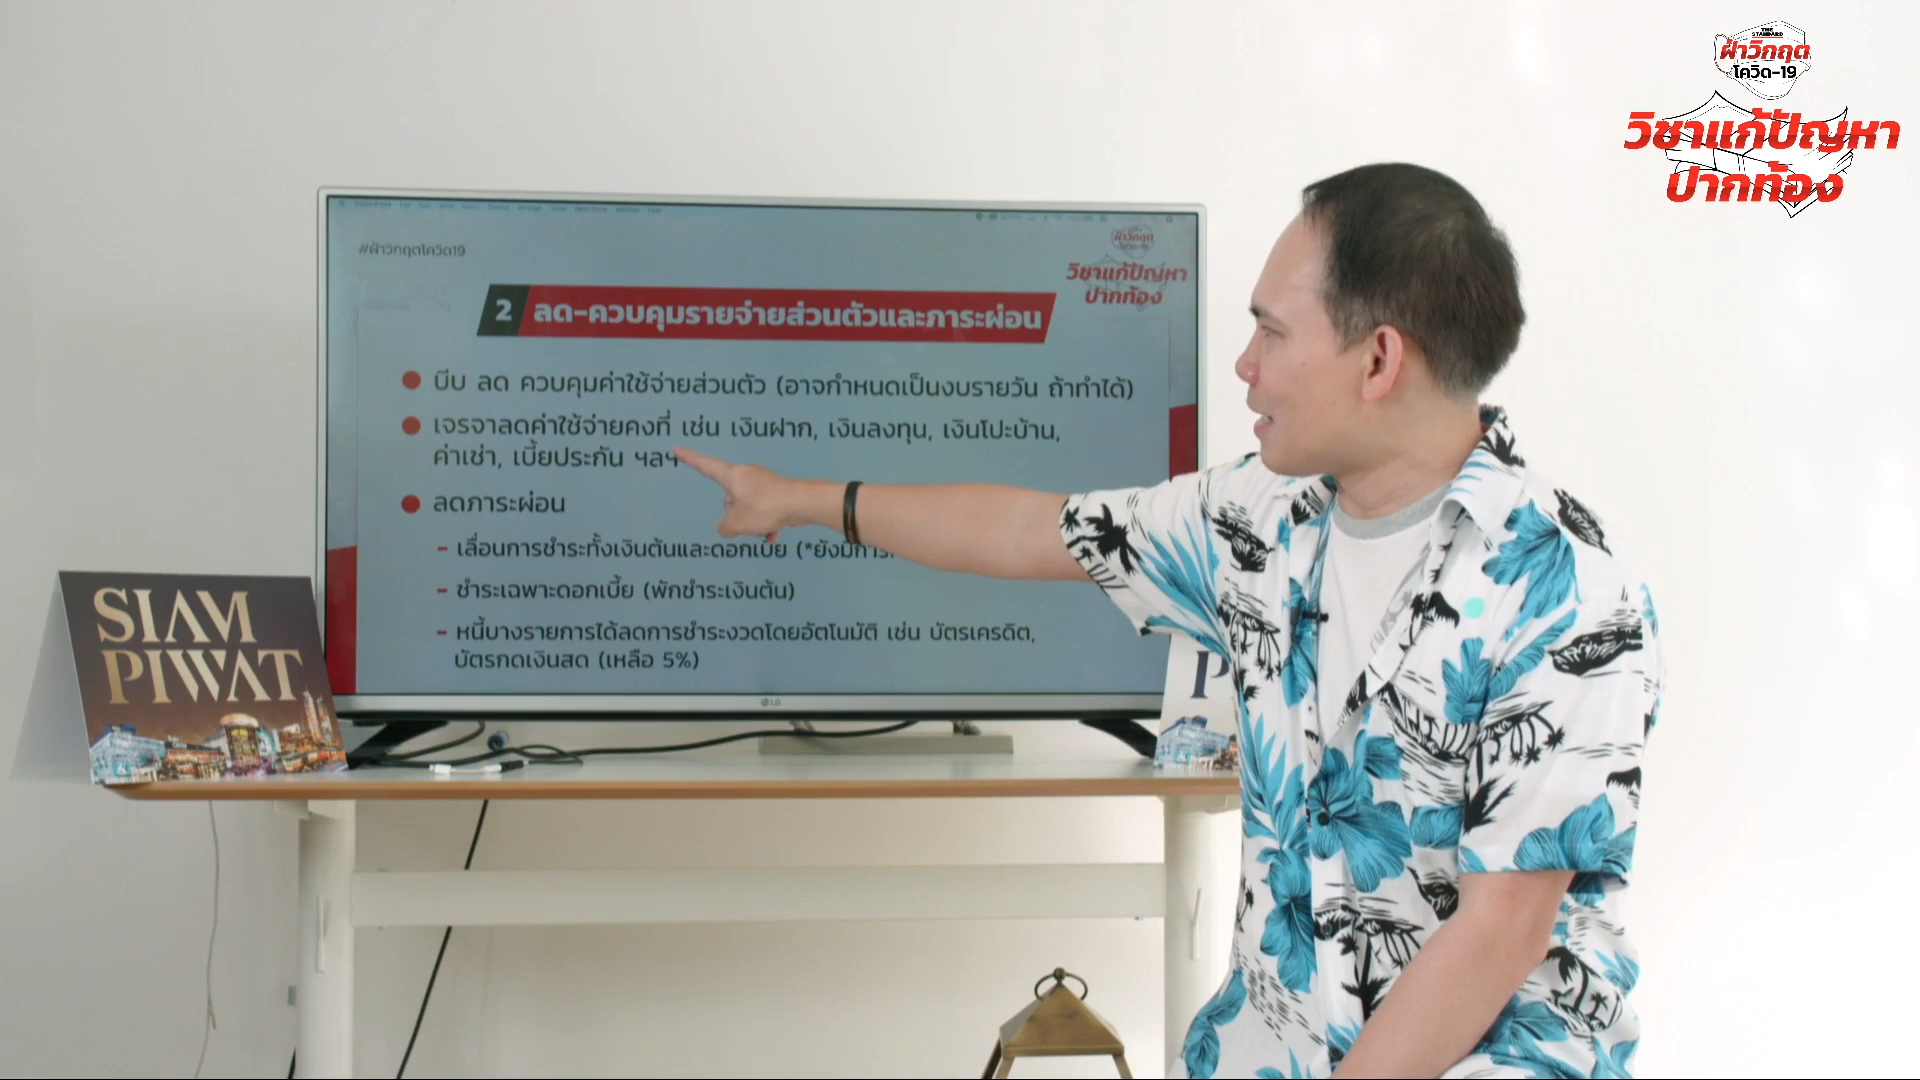 THE
STANDARD
ฝ่าวิกฤต
โควิด-19
วิชาแก้ปัญหา
ปากท้อง
#ฝ่าวิกฤตโควิด19
ฝ่าวิกฤต
โควิด-19
วิชาแก้ปัญหา
ปากท้อง
2 ลด-ควบคุมรายจ่ายส่วนตัวและภาระผ่อน
● บีบ ลด ควบคุมค่าใช้จ่ายส่วนตัว (อาจกำหนดเป็นงบรายวัน ถ้าทำได้)
● เจรจาลดค่าใช้จ่ายคงที่ เช่น เงินฝาก, เงินลงทุน, เงินโปะบ้าน,
ค่าเช่า, เบี้ยประกัน ฯลฯ
● ลดภาระผ่อน
- เลื่อนการชำระทั้งเงินต้นและดอกเบี้ย (*ยังมีการ
- ชำระเฉพาะดอกเบี้ย (พักชำระเงินต้น)
- หนี้บางรายการได้ลดการชำระงวดโดยอัตโนมัติ เช่น บัตรเครดิต,
บัตรกดเงินสด (เหลือ 5%)
LG
SIAM
PIWAT
P